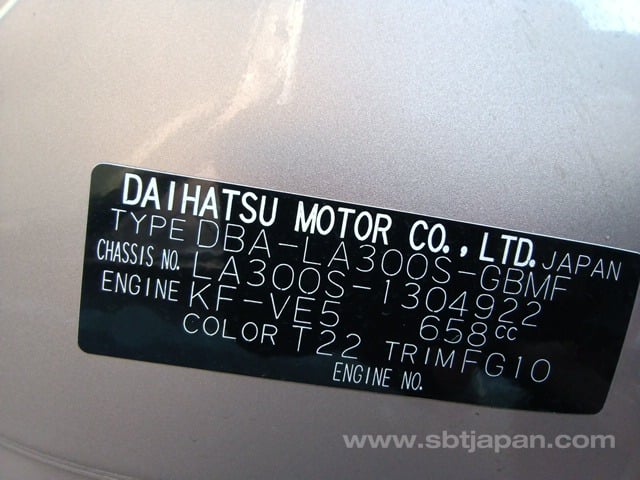 DAIHATSU MOTOR CO., LTD. JAPAN
TYPE DBA-LA300S-GBMF
CHASSIS NO. LA300S-1304922
ENGINE KF-VE5 658cc
COLOR T22 TRIM FG10
ENGINE NO.
www.sbtjapan.com